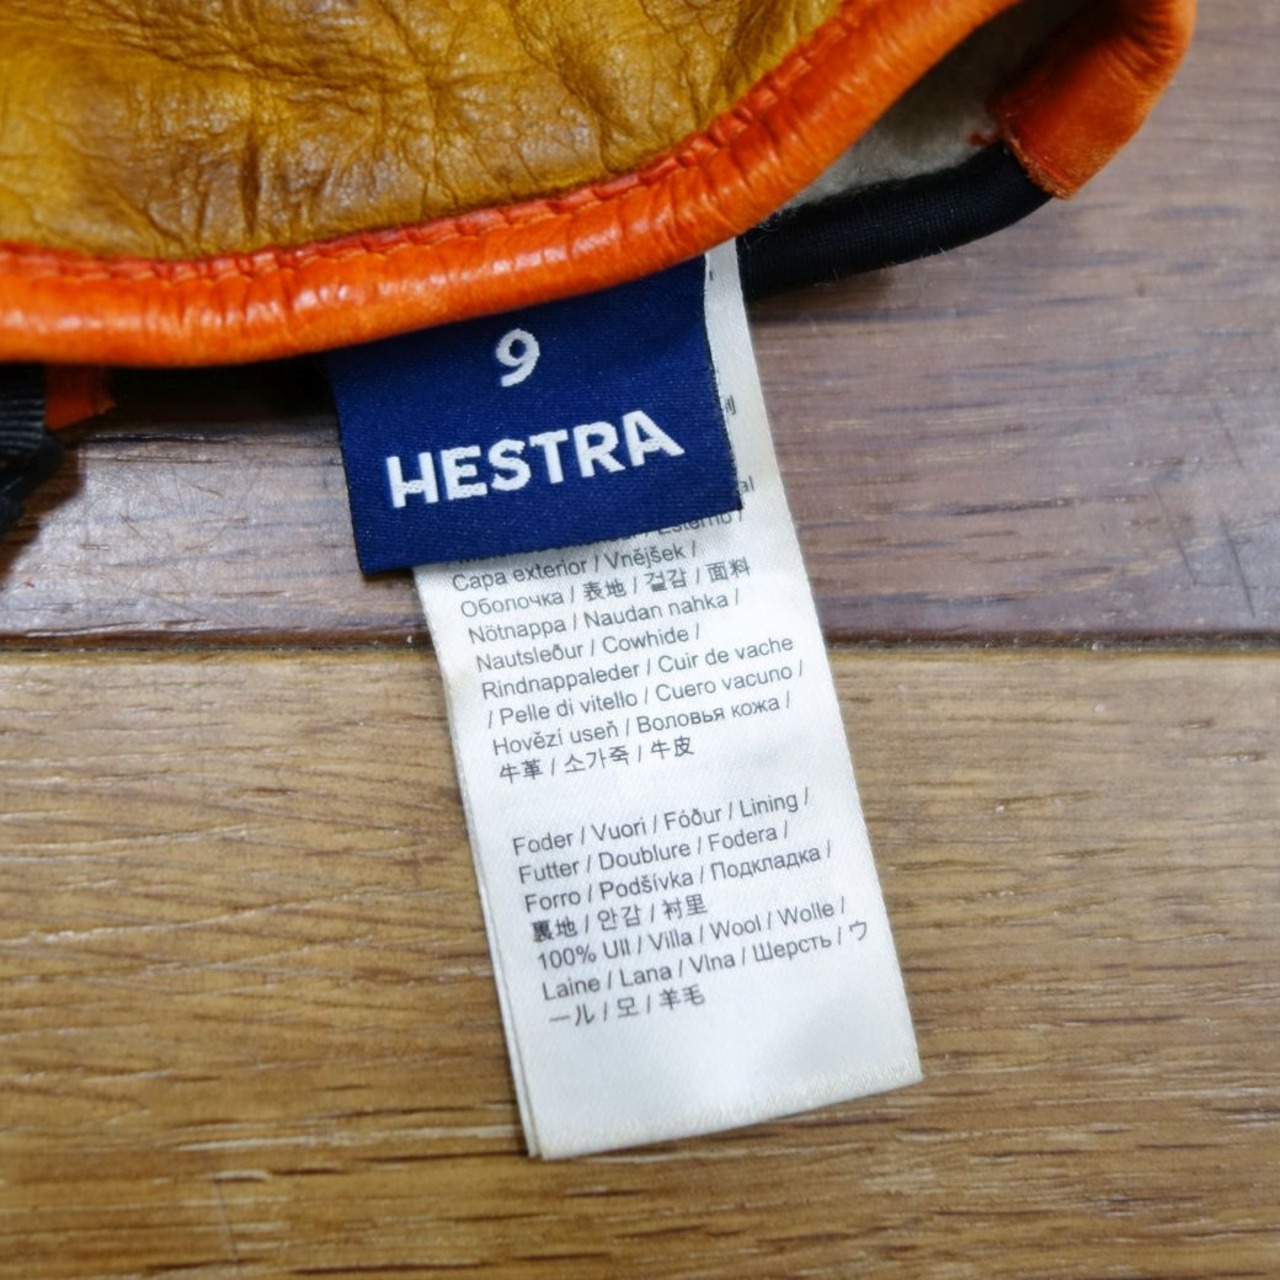 9
HESTRA
Esterno /
Capa exterior / Vnějšek /
Оболочка / 表地 / 겉감 / 面料
Nötnappa / Naudan nahka /
Nautsleður / Cowhide /
Rindnappaleder / Cuir de vache
/ Pelle di vitello / Cuero vacuno /
Hovězí useň / Воловья кожа /
牛革 / 소가죽 / 牛皮
Foder / Vuori / Fóður / Lining /
Futter / Doublure / Fodera /
Forro / Podšívka / Подкладка /
裏地 / 안감 / 衬里
100% Ull / Villa / Wool / Wolle /
Laine / Lana / Vlna / Шерсть / ウ
ール / 모 / 羊毛